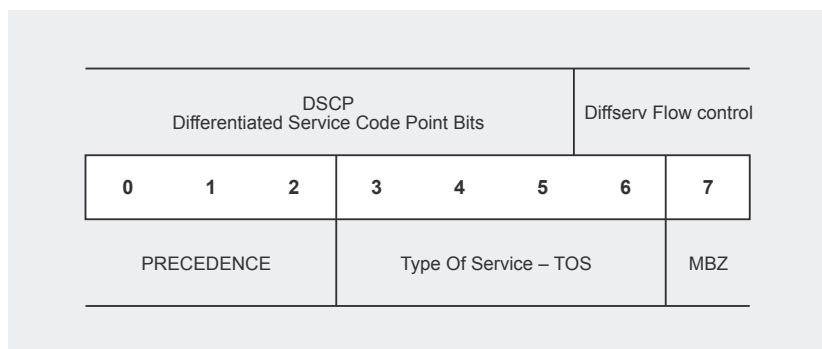 DSCP
Differentiated Service Code Point Bits
Diffserv Flow control
0 1 2 3 4 5 6 7
PRECEDENCE
Type Of Service – TOS
MBZ